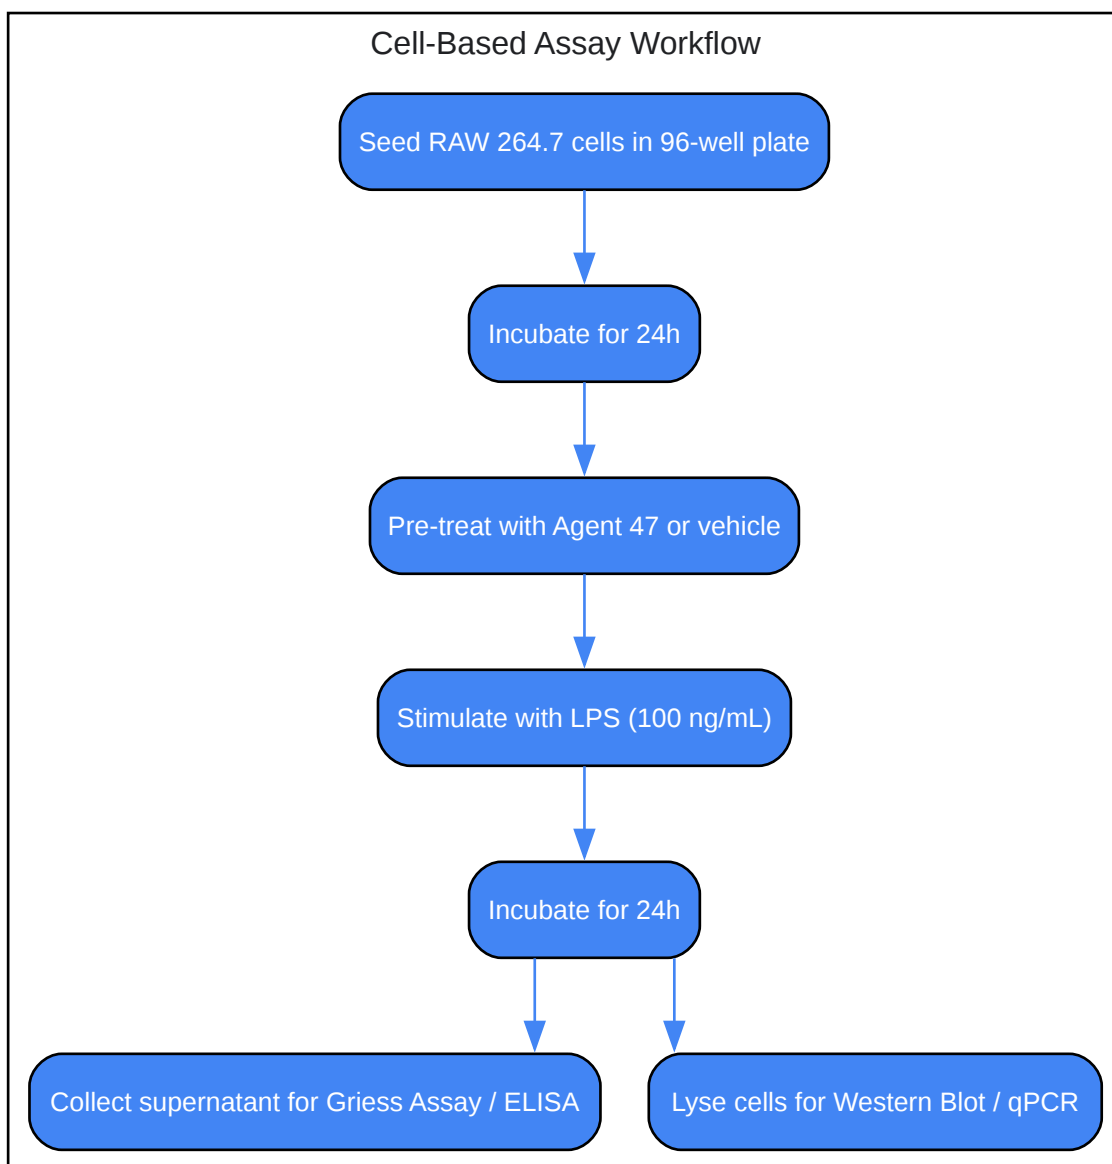 Cell-Based Assay Workflow
Seed RAW 264.7 cells in 96-well plate
Incubate for 24h
Pre-treat with Agent 47 or vehicle
Stimulate with LPS (100 ng/mL)
Incubate for 24h
Collect supernatant for Griess Assay / ELISA
Lyse cells for Western Blot / qPCR